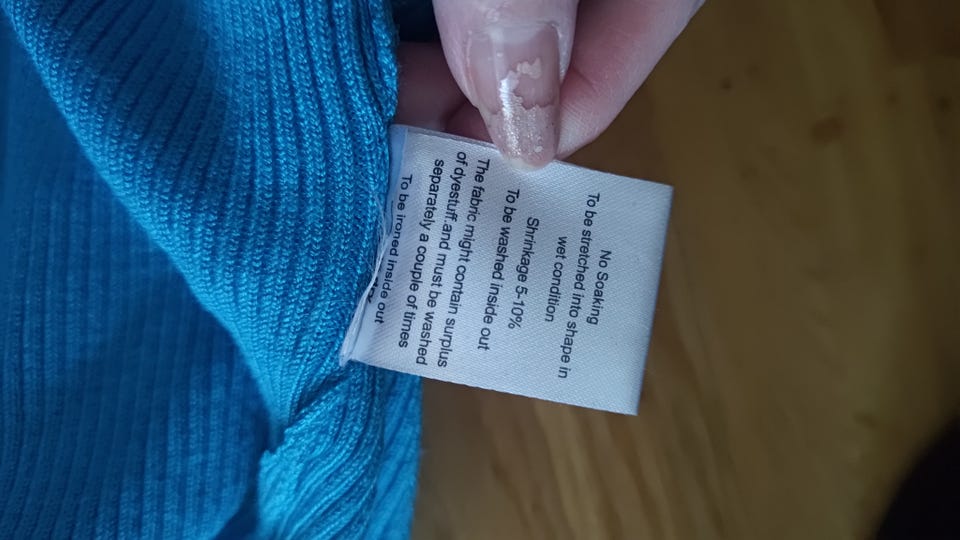 No Soaking
To be stretched into shape in
wet condition
Shrinkage 5-10%
To be washed inside out
The fabric might contain surplus
of dyestuff.and must be washed
separately a couple of times
To be ironed inside out